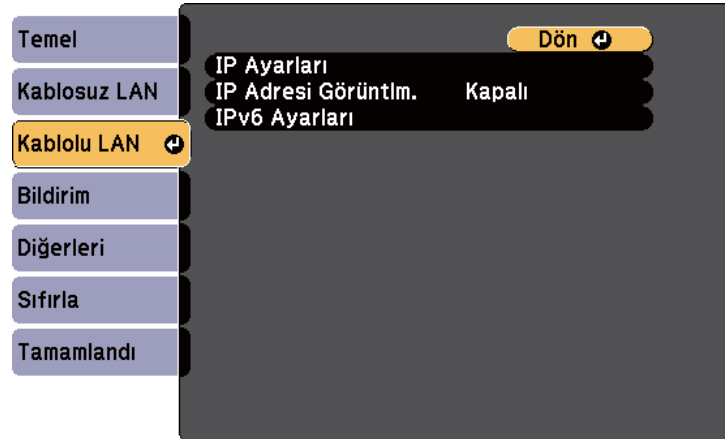 Temel
Kablosuz LAN
Kablolu LAN
Bildirim
Diğerleri
Sıfırla
Tamamlandı
Dön
IP Ayarları
IP Adresi Görüntlm. Kapalı
IPv6 Ayarları